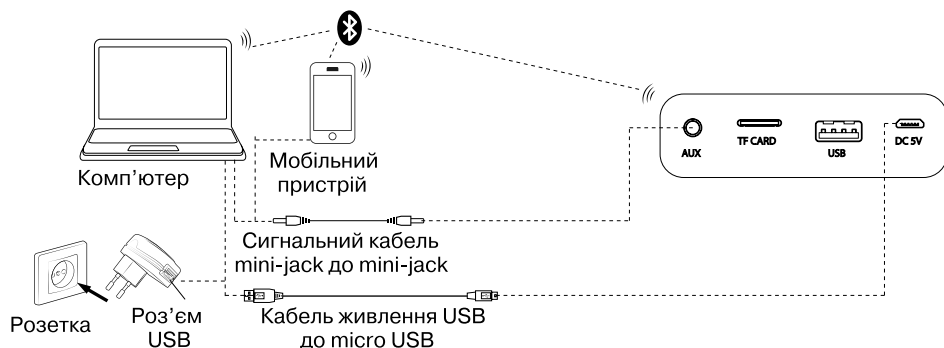 AUX
TF CARD
USB
DC 5V
Комп’ютер
Мобільний
пристрій
Сигнальний кабель
mini-jack до mini-jack
Розетка
Роз’єм
USB
Кабель живлення USB
до micro USB